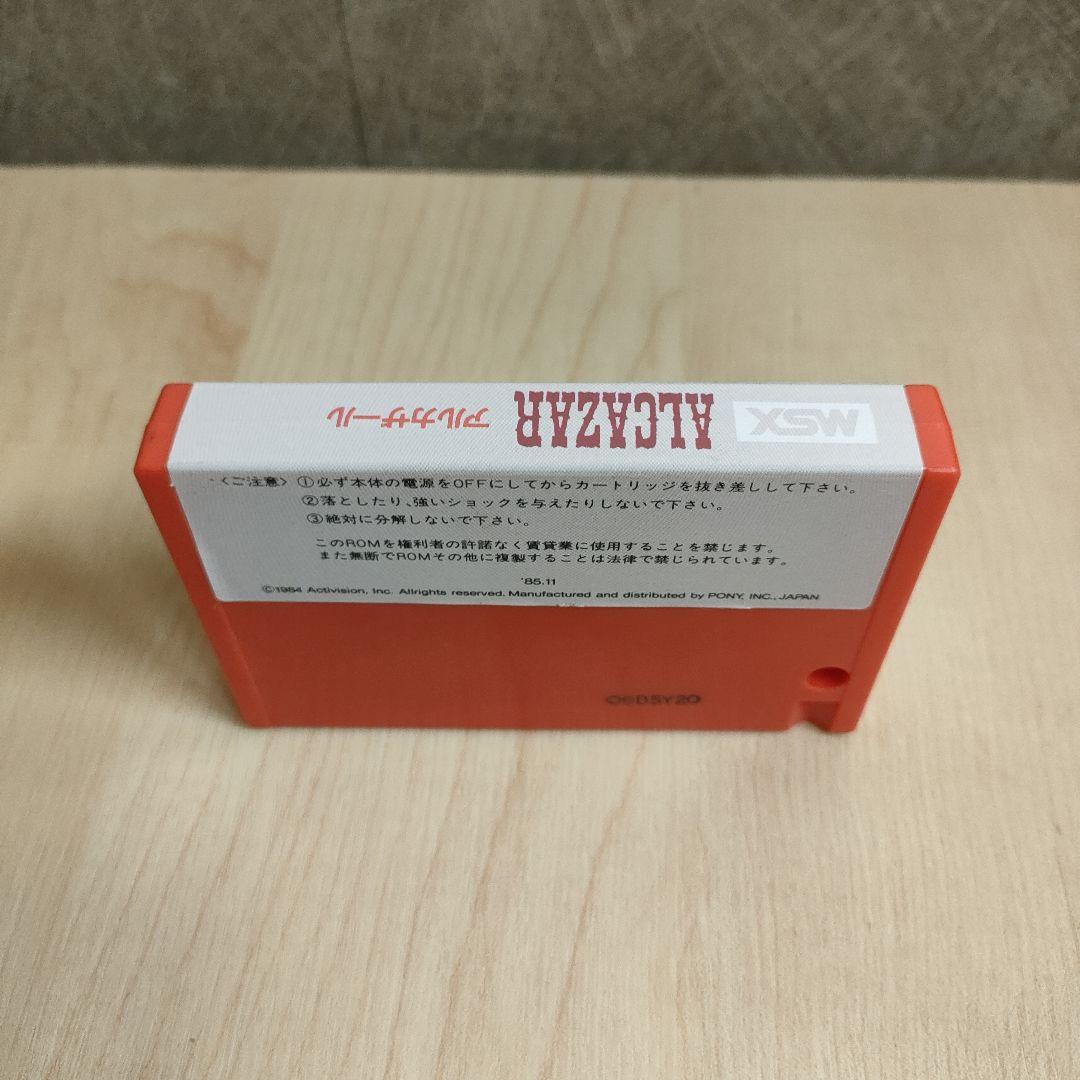 MSX ALCAZAR アルカザール
〈ご注意〉①必ず本体の電源をOFFにしてからカートリッジを抜き差しして下さい。
②落としたり、強いショックを与えたりしないで下さい。
③絶対に分解しないで下さい。
このROMを権利者の許諾なく賃貸業に使用することを禁じます。
また無断でROMその他に複製することは法律で禁じられています。
'85.11
©1984 Activision, Inc. Allrights reserved. Manufactured and distributed by PONY, INC., JAPAN